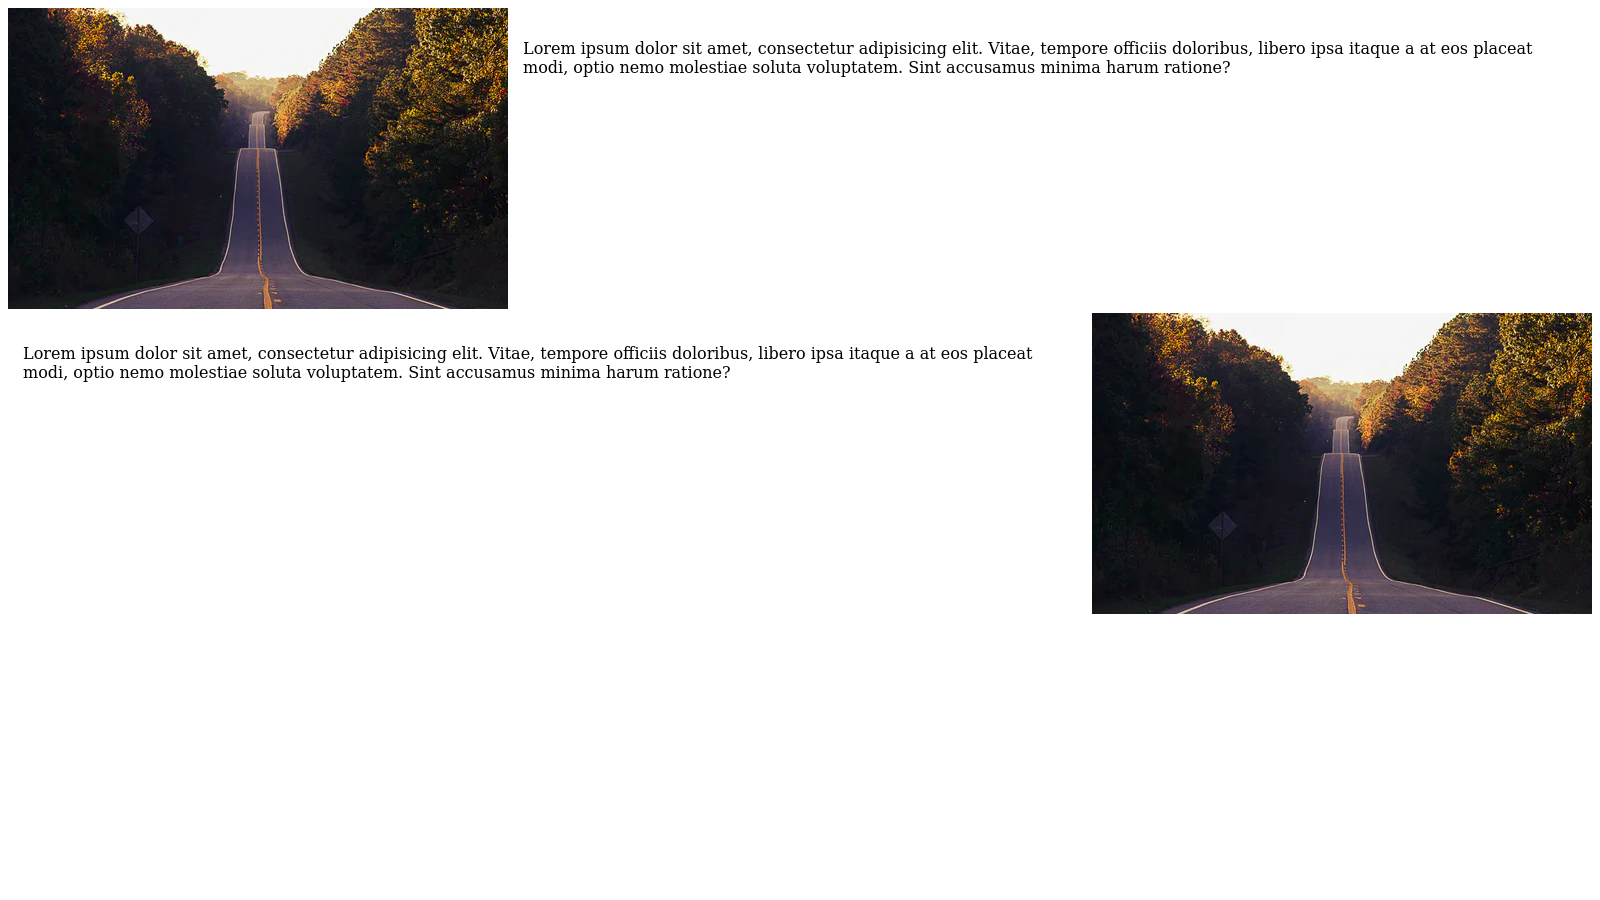 Lorem ipsum dolor sit amet, consectetur adipisicing elit. Vitae, tempore officiis doloribus, libero ipsa itaque a at eos placeat
modi, optio nemo molestiae soluta voluptatem. Sint accusamus minima harum ratione?
Lorem ipsum dolor sit amet, consectetur adipisicing elit. Vitae, tempore officiis doloribus, libero ipsa itaque a at eos placeat
modi, optio nemo molestiae soluta voluptatem. Sint accusamus minima harum ratione?